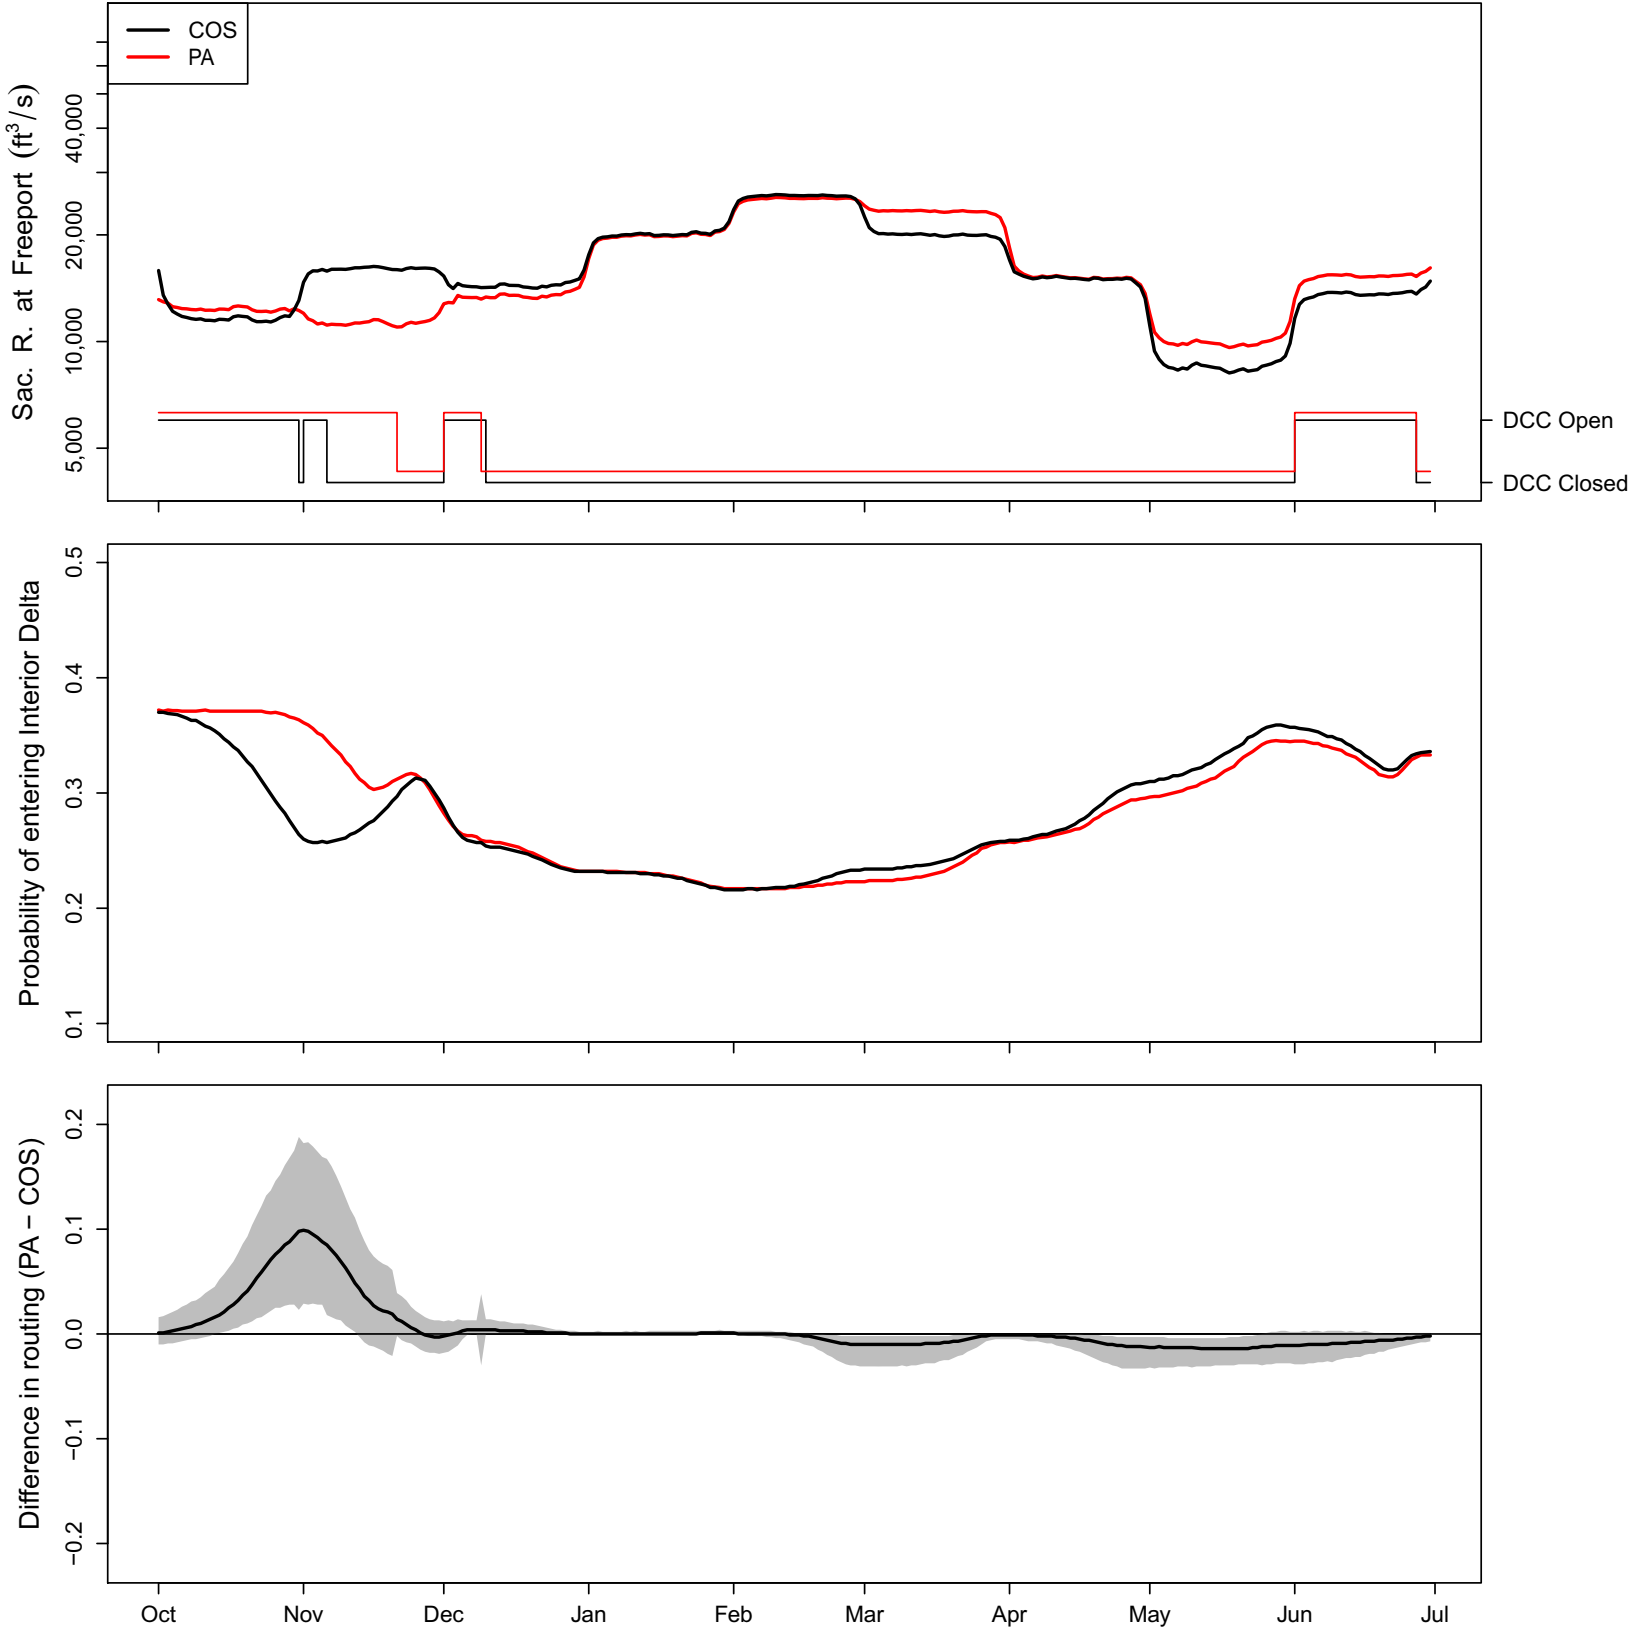 COS
PA
Sac. R. at Freeport (ft³/s)
40,000
20,000
10,000
5,000
DCC Open
DCC Closed
Probability of entering Interior Delta
0.5
0.4
0.3
0.2
0.1
Difference in routing (PA − COS)
0.2
0.1
0.0
−0.1
−0.2
Oct Nov Dec Jan Feb Mar Apr May Jun Jul